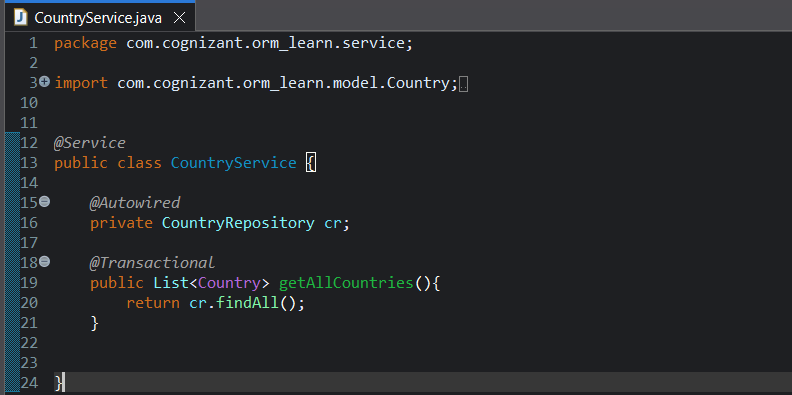 CountryService.java
1 package com.cognizant.orm_learn.service;
2
3 import com.cognizant.orm_learn.model.Country;
10
11
12 @Service
13 public class CountryService {
14
15 @Autowired
16 private CountryRepository cr;
17
18 @Transactional
19 public List<Country> getAllCountries(){
20 return cr.findAll();
21 }
22
23
24 }